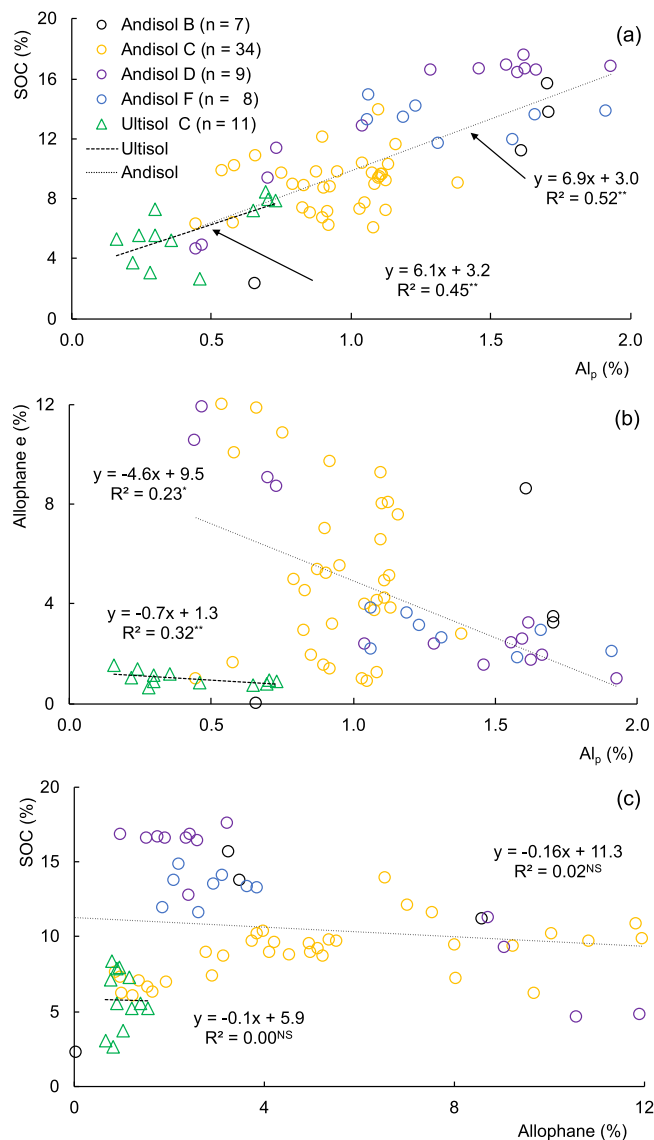 20
16
12
8
4
0
SOC (%)
Andisol B (n = 7)
Andisol C (n = 34)
Andisol D (n = 9)
Andisol F (n = 8)
Ultisol C (n = 11)
Ultisol
Andisol
(a)
y = 6.9x + 3.0
R² = 0.52**
y = 6.1x + 3.2
R² = 0.45**
0.0 0.5 1.0 1.5 2.0
Alp (%)
12
8
4
0
Allophane e (%)
(b)
y = -4.6x + 9.5
R² = 0.23*
y = -0.7x + 1.3
R² = 0.32**
0.0 0.5 1.0 1.5 2.0
Alp (%)
20
15
10
5
0
SOC (%)
(c)
y = -0.16x + 11.3
R² = 0.02NS
y = -0.1x + 5.9
R² = 0.00NS
0 4 8 12
Allophane (%)